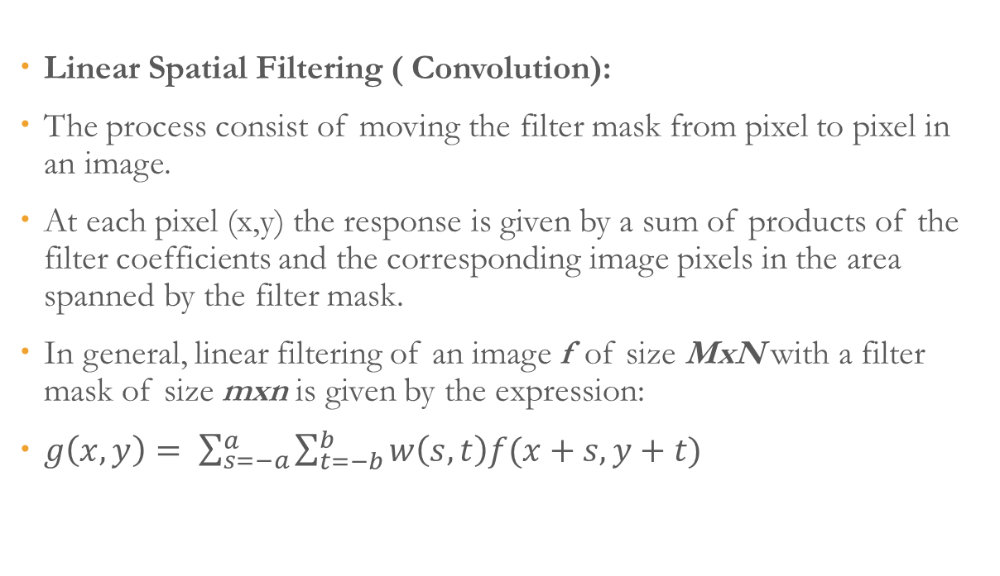 • Linear Spatial Filtering ( Convolution):
• The process consist of moving the filter mask from pixel to pixel in
an image.
• At each pixel (x,y) the response is given by a sum of products of the
filter coefficients and the corresponding image pixels in the area
spanned by the filter mask.
• In general, linear filtering of an image f of size MxN with a filter
mask of size mxn is given by the expression:
• g(x, y) = ∑_{s=−a}^{a} ∑_{t=−b}^{b} w(s, t)f(x + s, y + t)